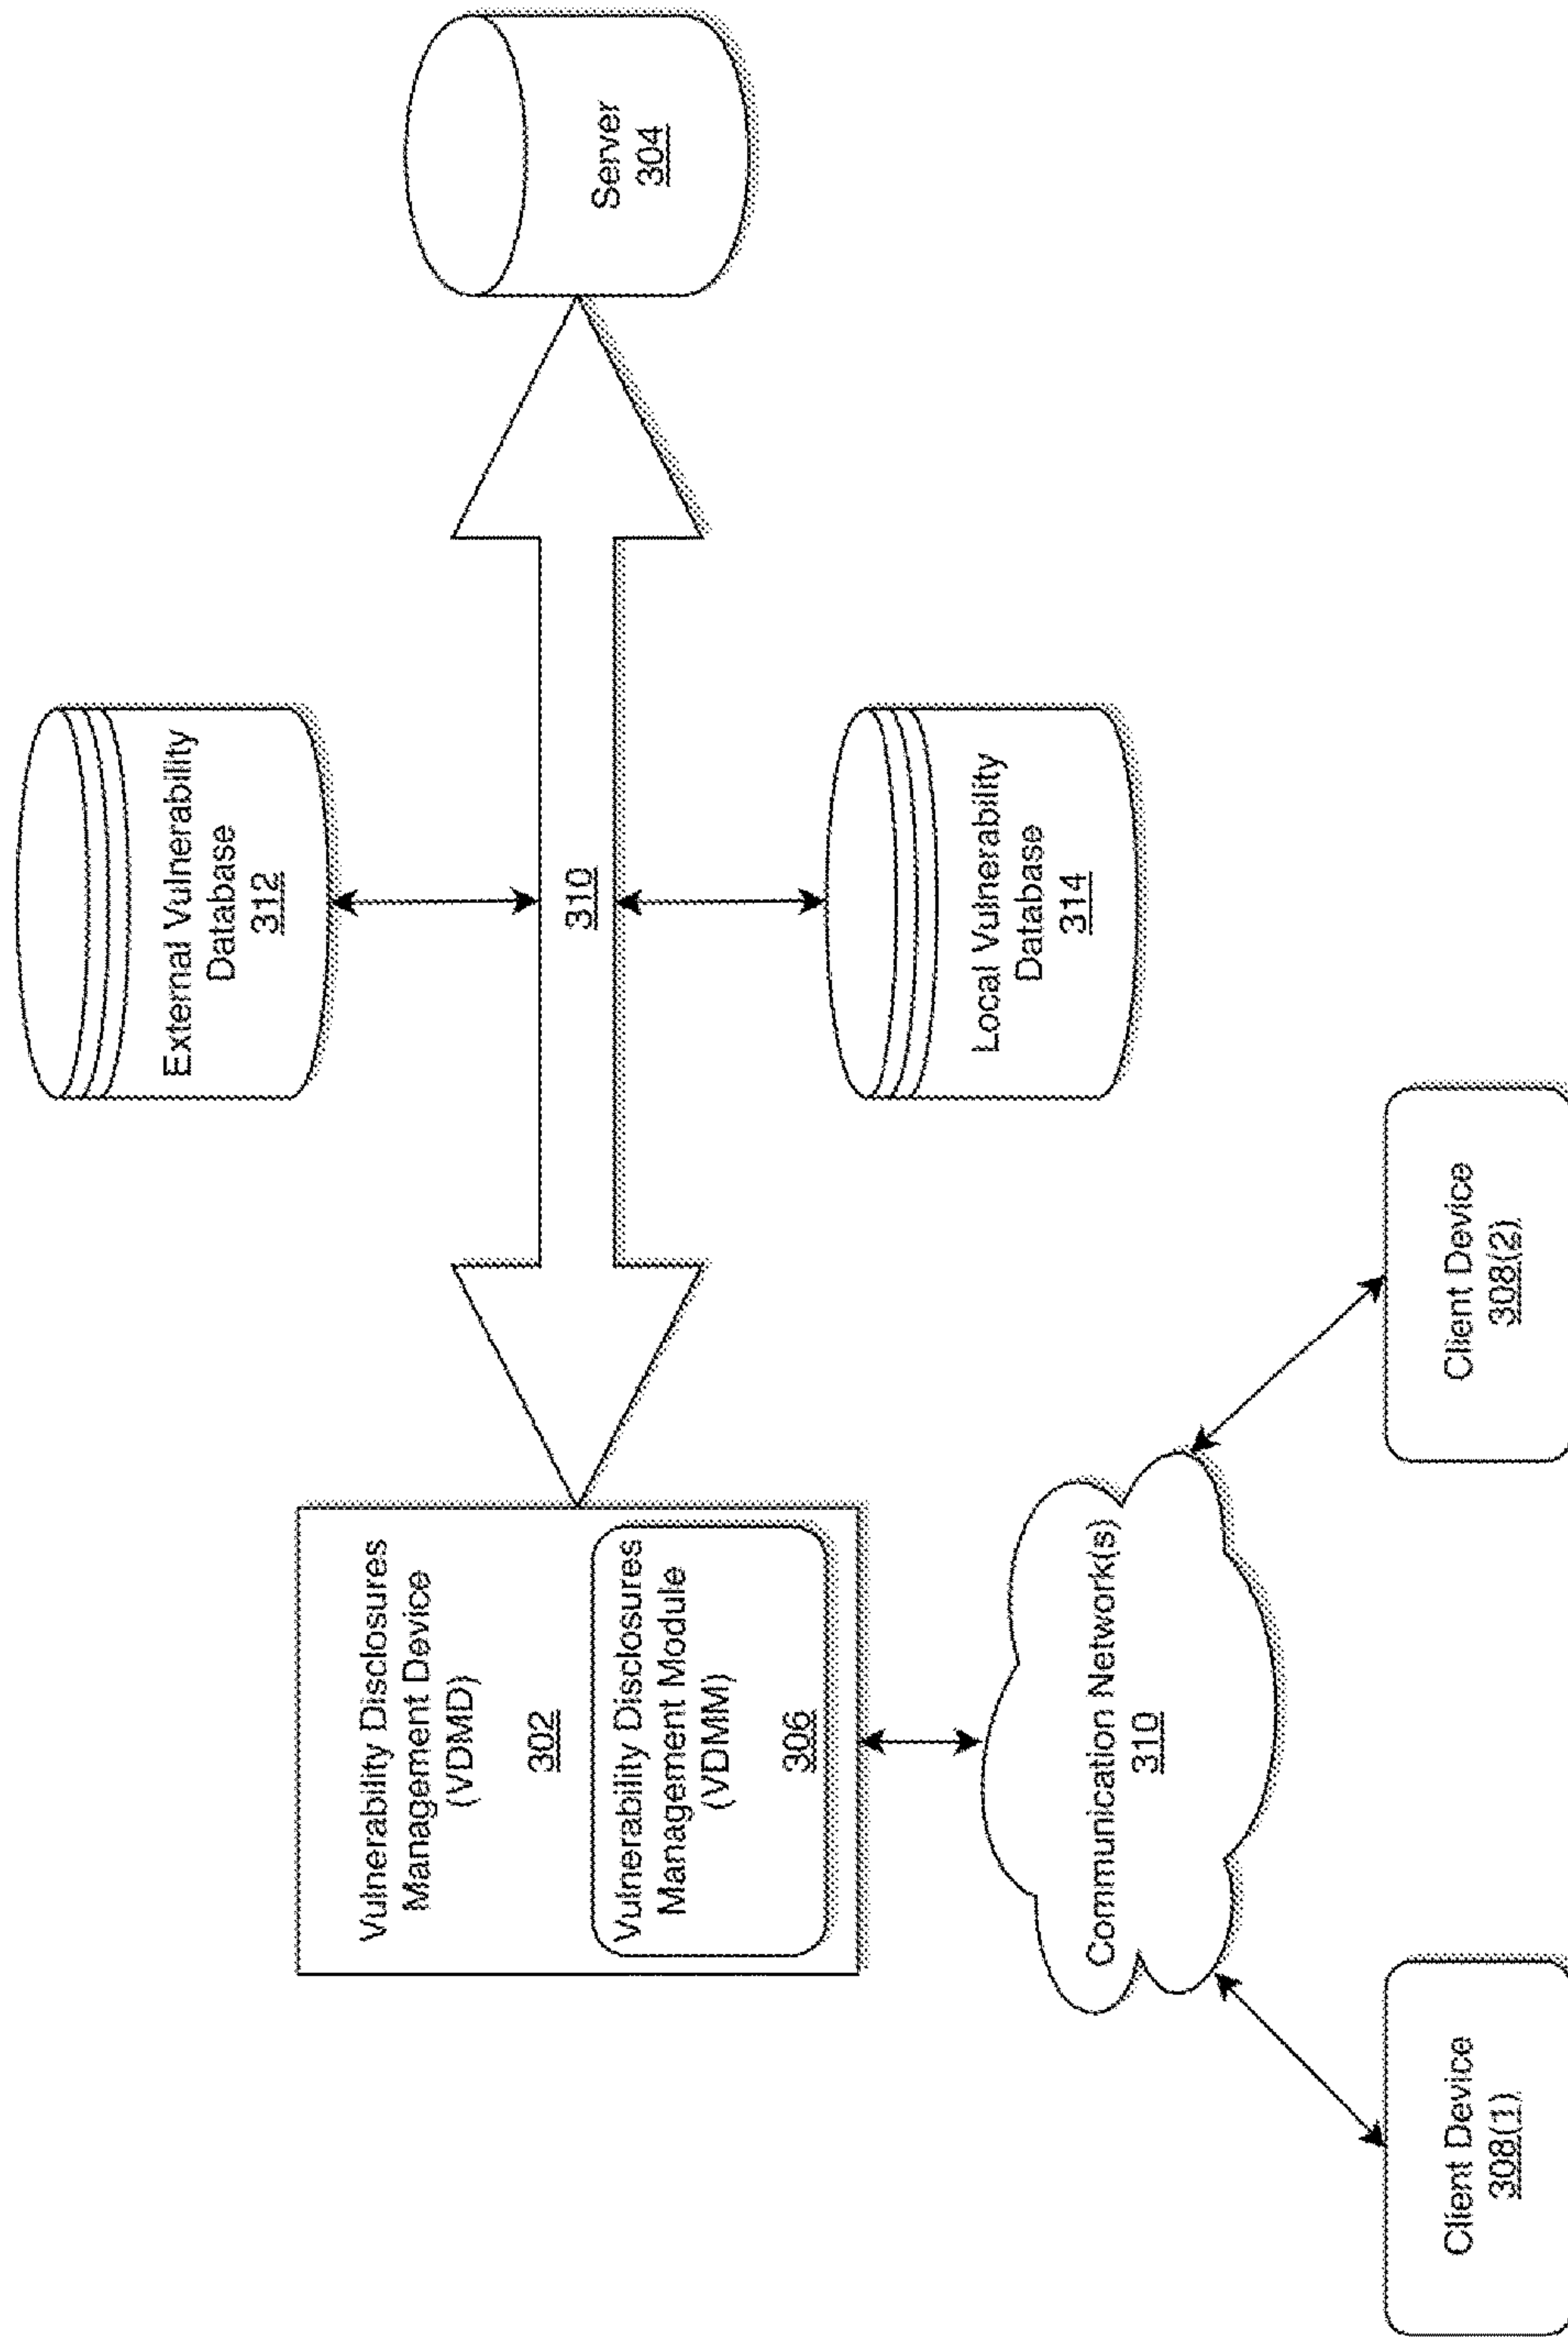 External Vulnerability
Database
312
Vulnerability Disclosures
Management Device
(VDMD)
302
310
Server
304
Vulnerability Disclosures
Management Module
(VDMM)
306
Local Vulnerability
Database
314
Communication Network(s)
310
Client Device
308(1)
Client Device
308(2)